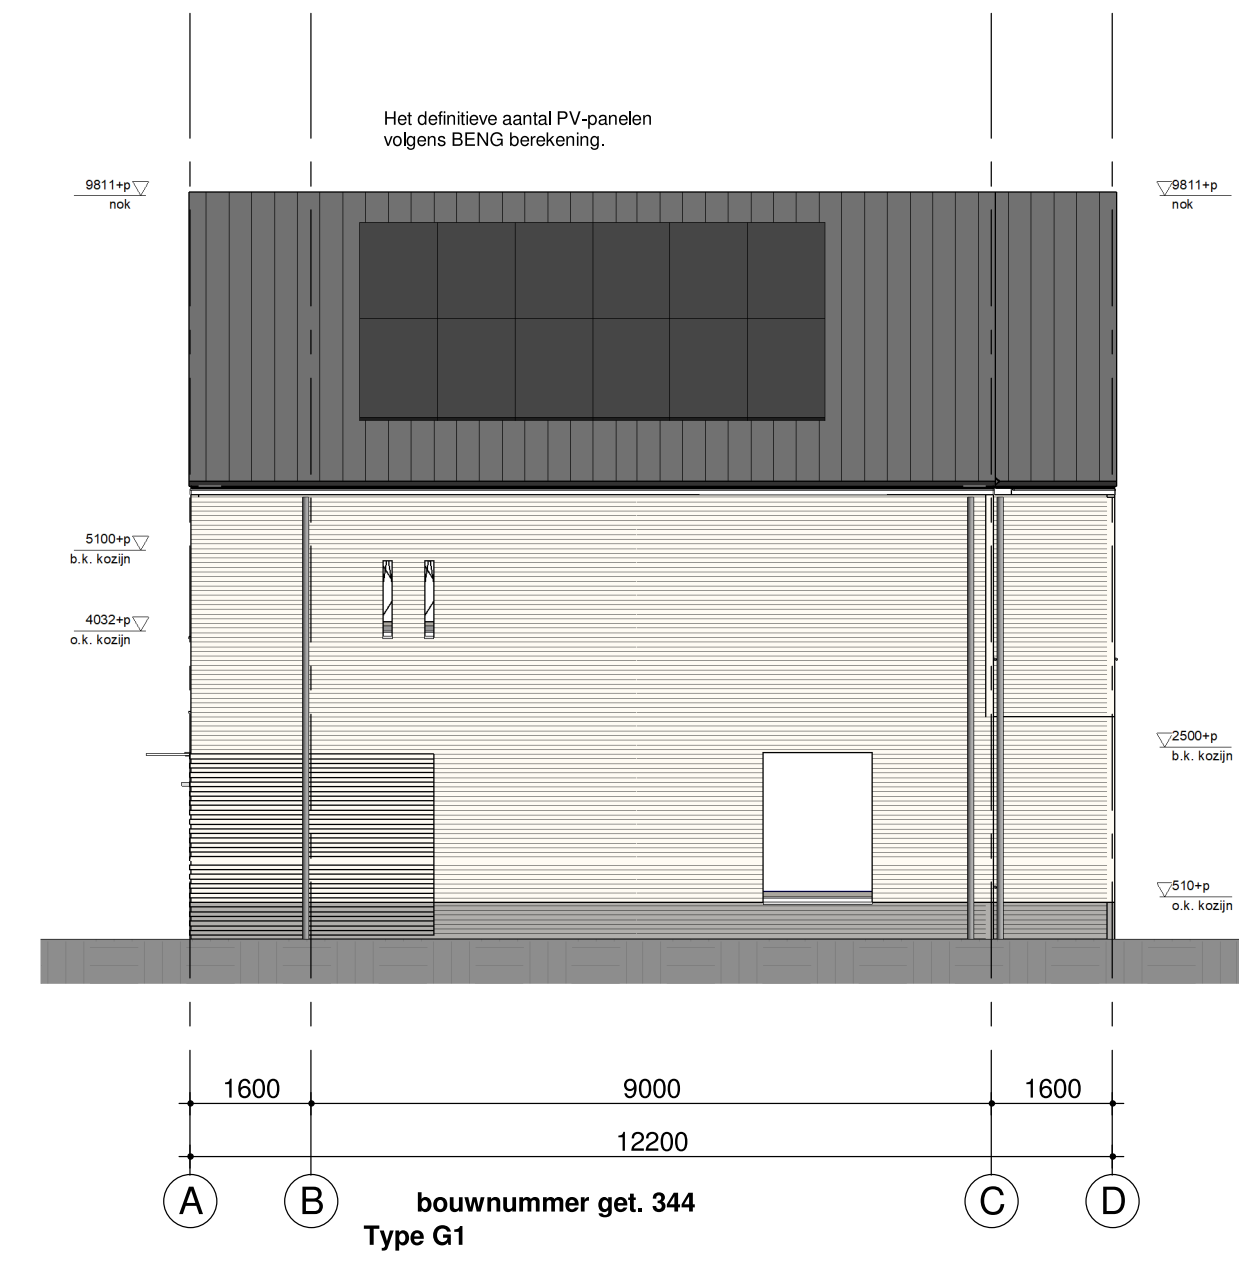 Het definitieve aantal PV-panelen
volgens BENG berekening.
9811+p
nok
9811+p
nok
5100+p
b.k. kozijn
4032+p
o.k. kozijn
2500+p
b.k. kozijn
510+p
o.k. kozijn
1600
9000
1600
12200
A
B
C
D
bouwnummer get. 344
Type G1